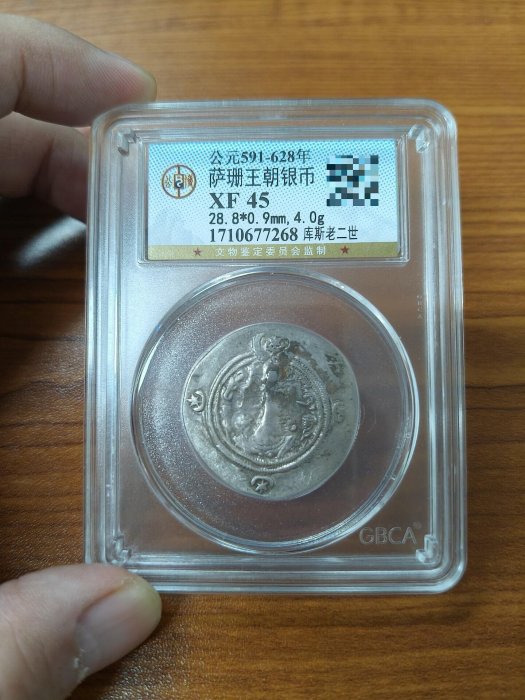 公元591-628年
萨珊王朝银币
XF 45
28.8*0.9mm,4.0g
1710677268 库斯老二世
★ 文物鉴定委员会监制 ★
GBCA®